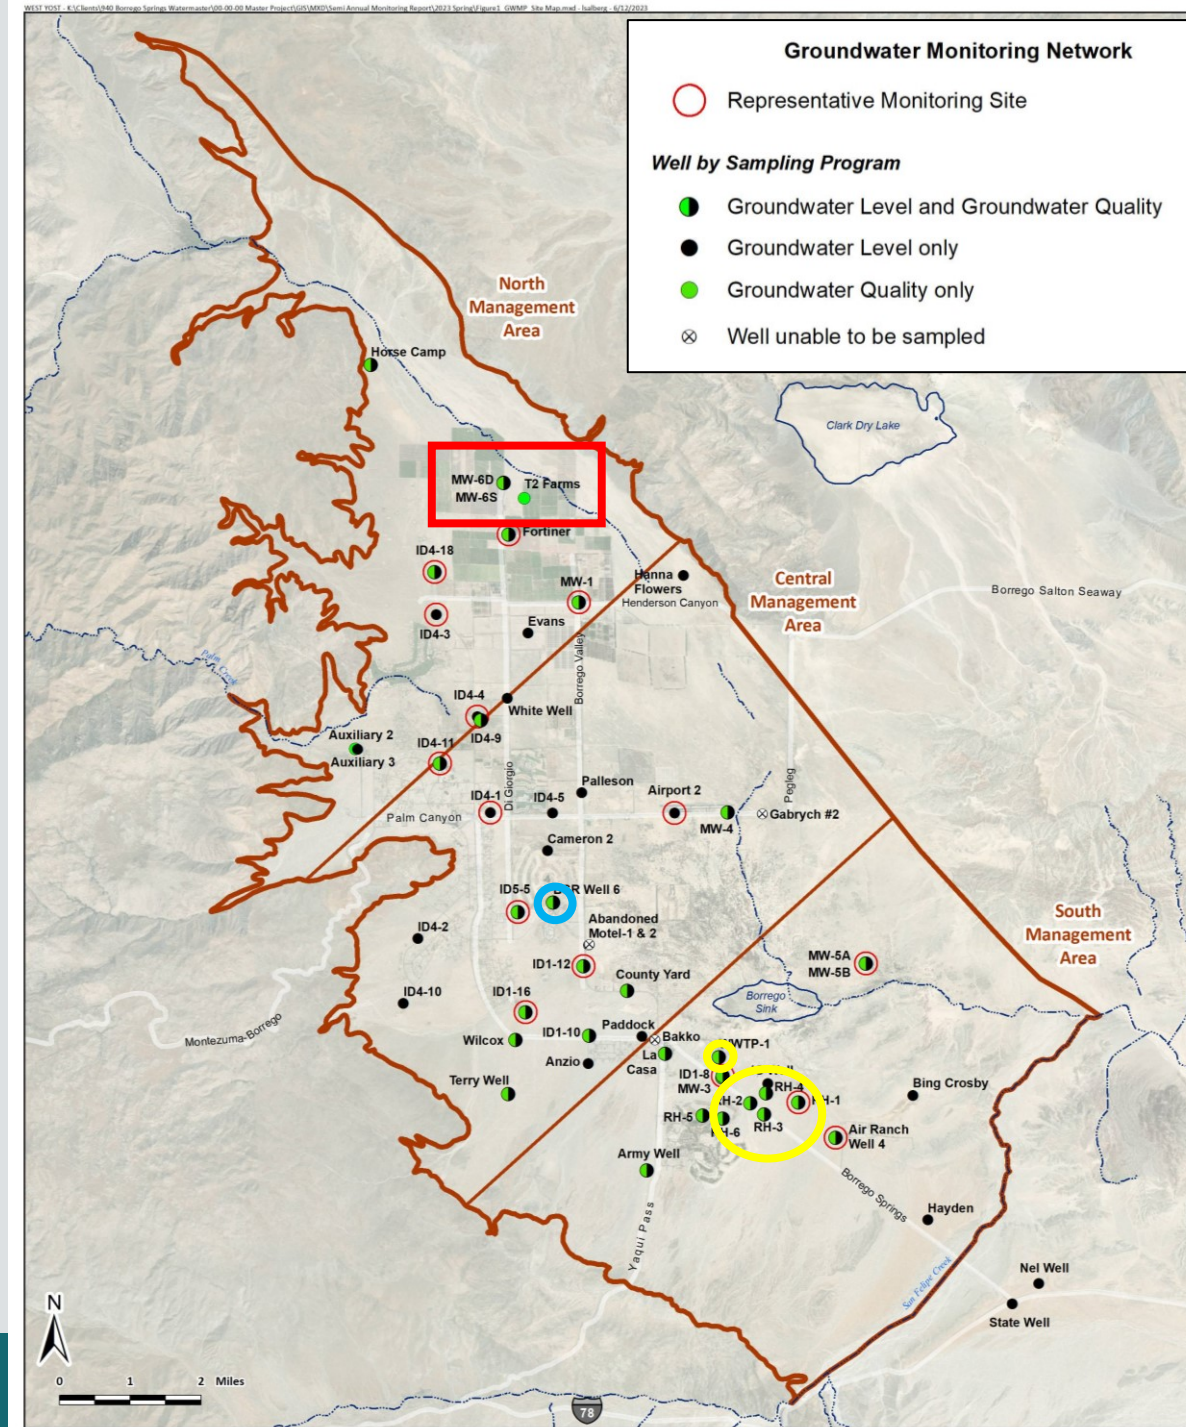 WEST YOST - K:\Clients\940 Borrego Springs Watermaster\00-00-00 Master Project\GIS\MXD\Semi Annual Monitoring Report\2023 Spring\Figure1_GWMP_Site Map.mxd - lsalberg - 6/12/2023
Groundwater Monitoring Network
Representative Monitoring Site
Well by Sampling Program
Groundwater Level and Groundwater Quality
Groundwater Level only
Groundwater Quality only
Well unable to be sampled
North
Management
Area
Horse Camp
Clark Dry Lake
MW-6D
MW-6S
T2 Farms
Fortiner
ID4-18
MW-1
Hanna
Flowers
Henderson Canyon
Central
Management
Area
Borrego Salton Seaway
ID4-3
Evans
Borrego Valley
Palm Creek
ID4-4
White Well
ID4-9
Auxiliary 2
Auxiliary 3
ID4-11
Di Giorgio
Pegleg
Palleson
ID4-1
ID4-5
Airport 2
Palm Canyon
MW-4
Gabrych #2
Cameron 2
ID5-5
Well 6
Abandoned
Motel-1 & 2
ID4-2
South
Management
Area
MW-5A
MW-5B
ID1-12
County Yard
Borrego
Sink
ID4-10
ID1-16
Montezuma-Borrego
Wilcox
ID1-10
Paddock
Bakko
WTP-1
Anzio
La
Casa
ID1-8
MW-3
Terry Well
RH-4
Bing Crosby
RH-2
RH-1
RH-5
RH-6
RH-3
Air Ranch
Well 4
Army Well
Borrego Springs
Yaqui Pass
Hayden
San Felipe Creek
Nel Well
State Well
N
0 1 2 Miles
78